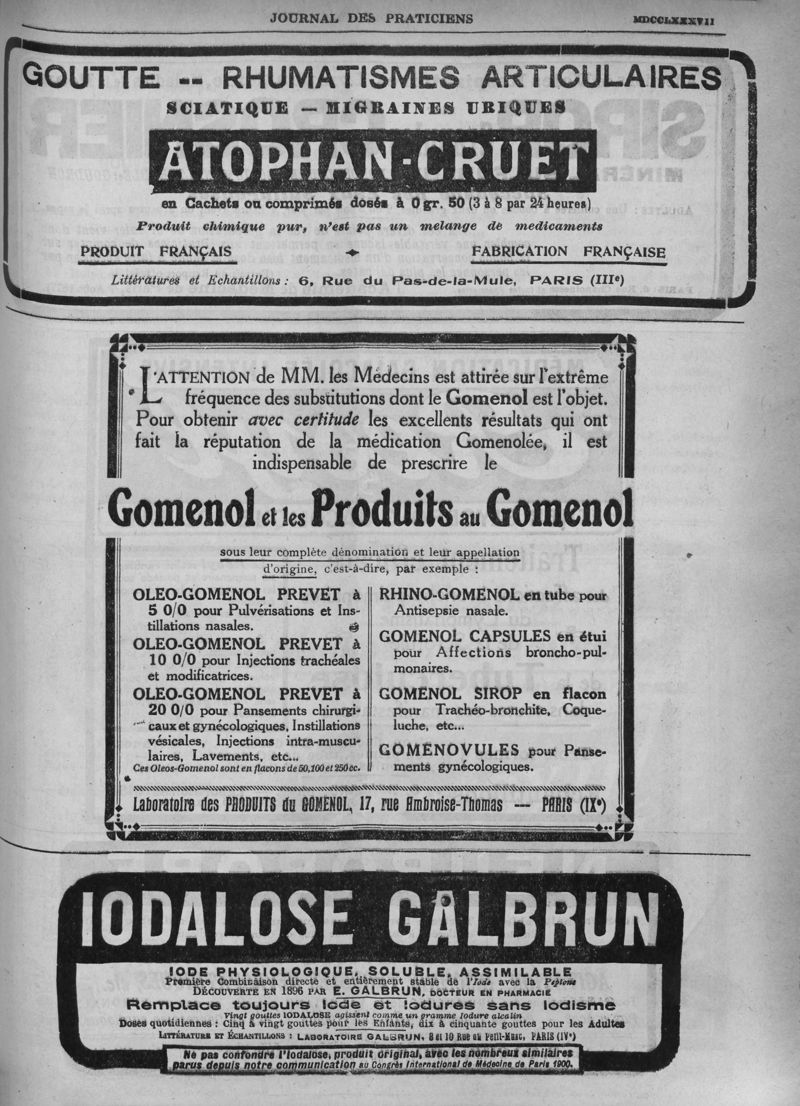 JOURNAL DES PRATICIENS MDCCLXXXVII
GOUTTE -- RHUMATISMES ARTICULAIRES
SCIATIQUE — MIGRAINES URIQUES
ATOPHAN-CRUET
en Cachets ou comprimés dosés à 0 gr. 50 (3 à 8 par 24 heures)
Produit chimique pur, n'est pas un melange de medicaments
PRODUIT FRANÇAIS FABRICATION FRANÇAISE
Littératures et Echantillons : 6, Rue du Pas-de-la-Mule, PARIS (IIIe)
L'ATTENTION de MM. les Médecins est attirée sur l'extrême
fréquence des substitutions dont le Gomenol est l'objet.
Pour obtenir avec certitude les excellents résultats qui ont
fait la réputation de la médication Gomenolée, il est
indispensable de prescrire le
Gomenol et les Produits au Gomenol
sous leur complète dénomination et leur appellation
d'origine, c'est-à-dire, par exemple :
OLEO-GOMENOL PREVET à
5 0/0 pour Pulvérisations et Ins-
tillations nasales.
OLEO-GOMENOL PREVET à
10 0/0 pour Injections trachéales
et modificatrices.
OLEO-GOMENOL PREVET à
20 0/0 pour Pansements chirurgi-
caux et gynécologiques, Instillations
vésicales, Injections intra-muscu-
laires, Lavements, etc...
Ces Oleos-Gomenol sont en flacons de 50, 100 et 250 cc.
RHINO-GOMENOL en tube pour
Antisepsie nasale.
GOMENOL CAPSULES en étui
pour Affections broncho-pul-
monaires.
GOMENOL SIROP en flacon
pour Trachéo-bronchite, Coque-
luche, etc...
GOMÉNOVULES pour Panse-
ments gynécologiques.
Laboratoire des PRODUITS du GOMENOL, 17, rue Ambroise-Thomas — PARIS (IXe)
IODALOSE GALBRUN
IODE PHYSIOLOGIQUE, SOLUBLE, ASSIMILABLE
Première Combinaison directe et entièrement stable de l'Iode avec la Peptone
DÉCOUVERTE EN 1896 PAR E. GALBRUN, DOCTEUR EN PHARMACIE
Remplace toujours Iode et Iodures sans Iodisme
Vingt gouttes IODALOSE agissent comme un gramme Iodure alcalin
Doses quotidiennes : Cinq à vingt gouttes pour les Enfants, dix à cinquante gouttes pour les Adultes
LITTÉRATURE ET ÉCHANTILLONS : LABORATOIRE GALBRUN, 8 et 10 Rue du Petit-Musc, PARIS (IVe)
Ne pas confondre l'Iodalose, produit original, avec les nombreux similaires
parus depuis notre communication au Congrès International de Médecine de Paris 1900.